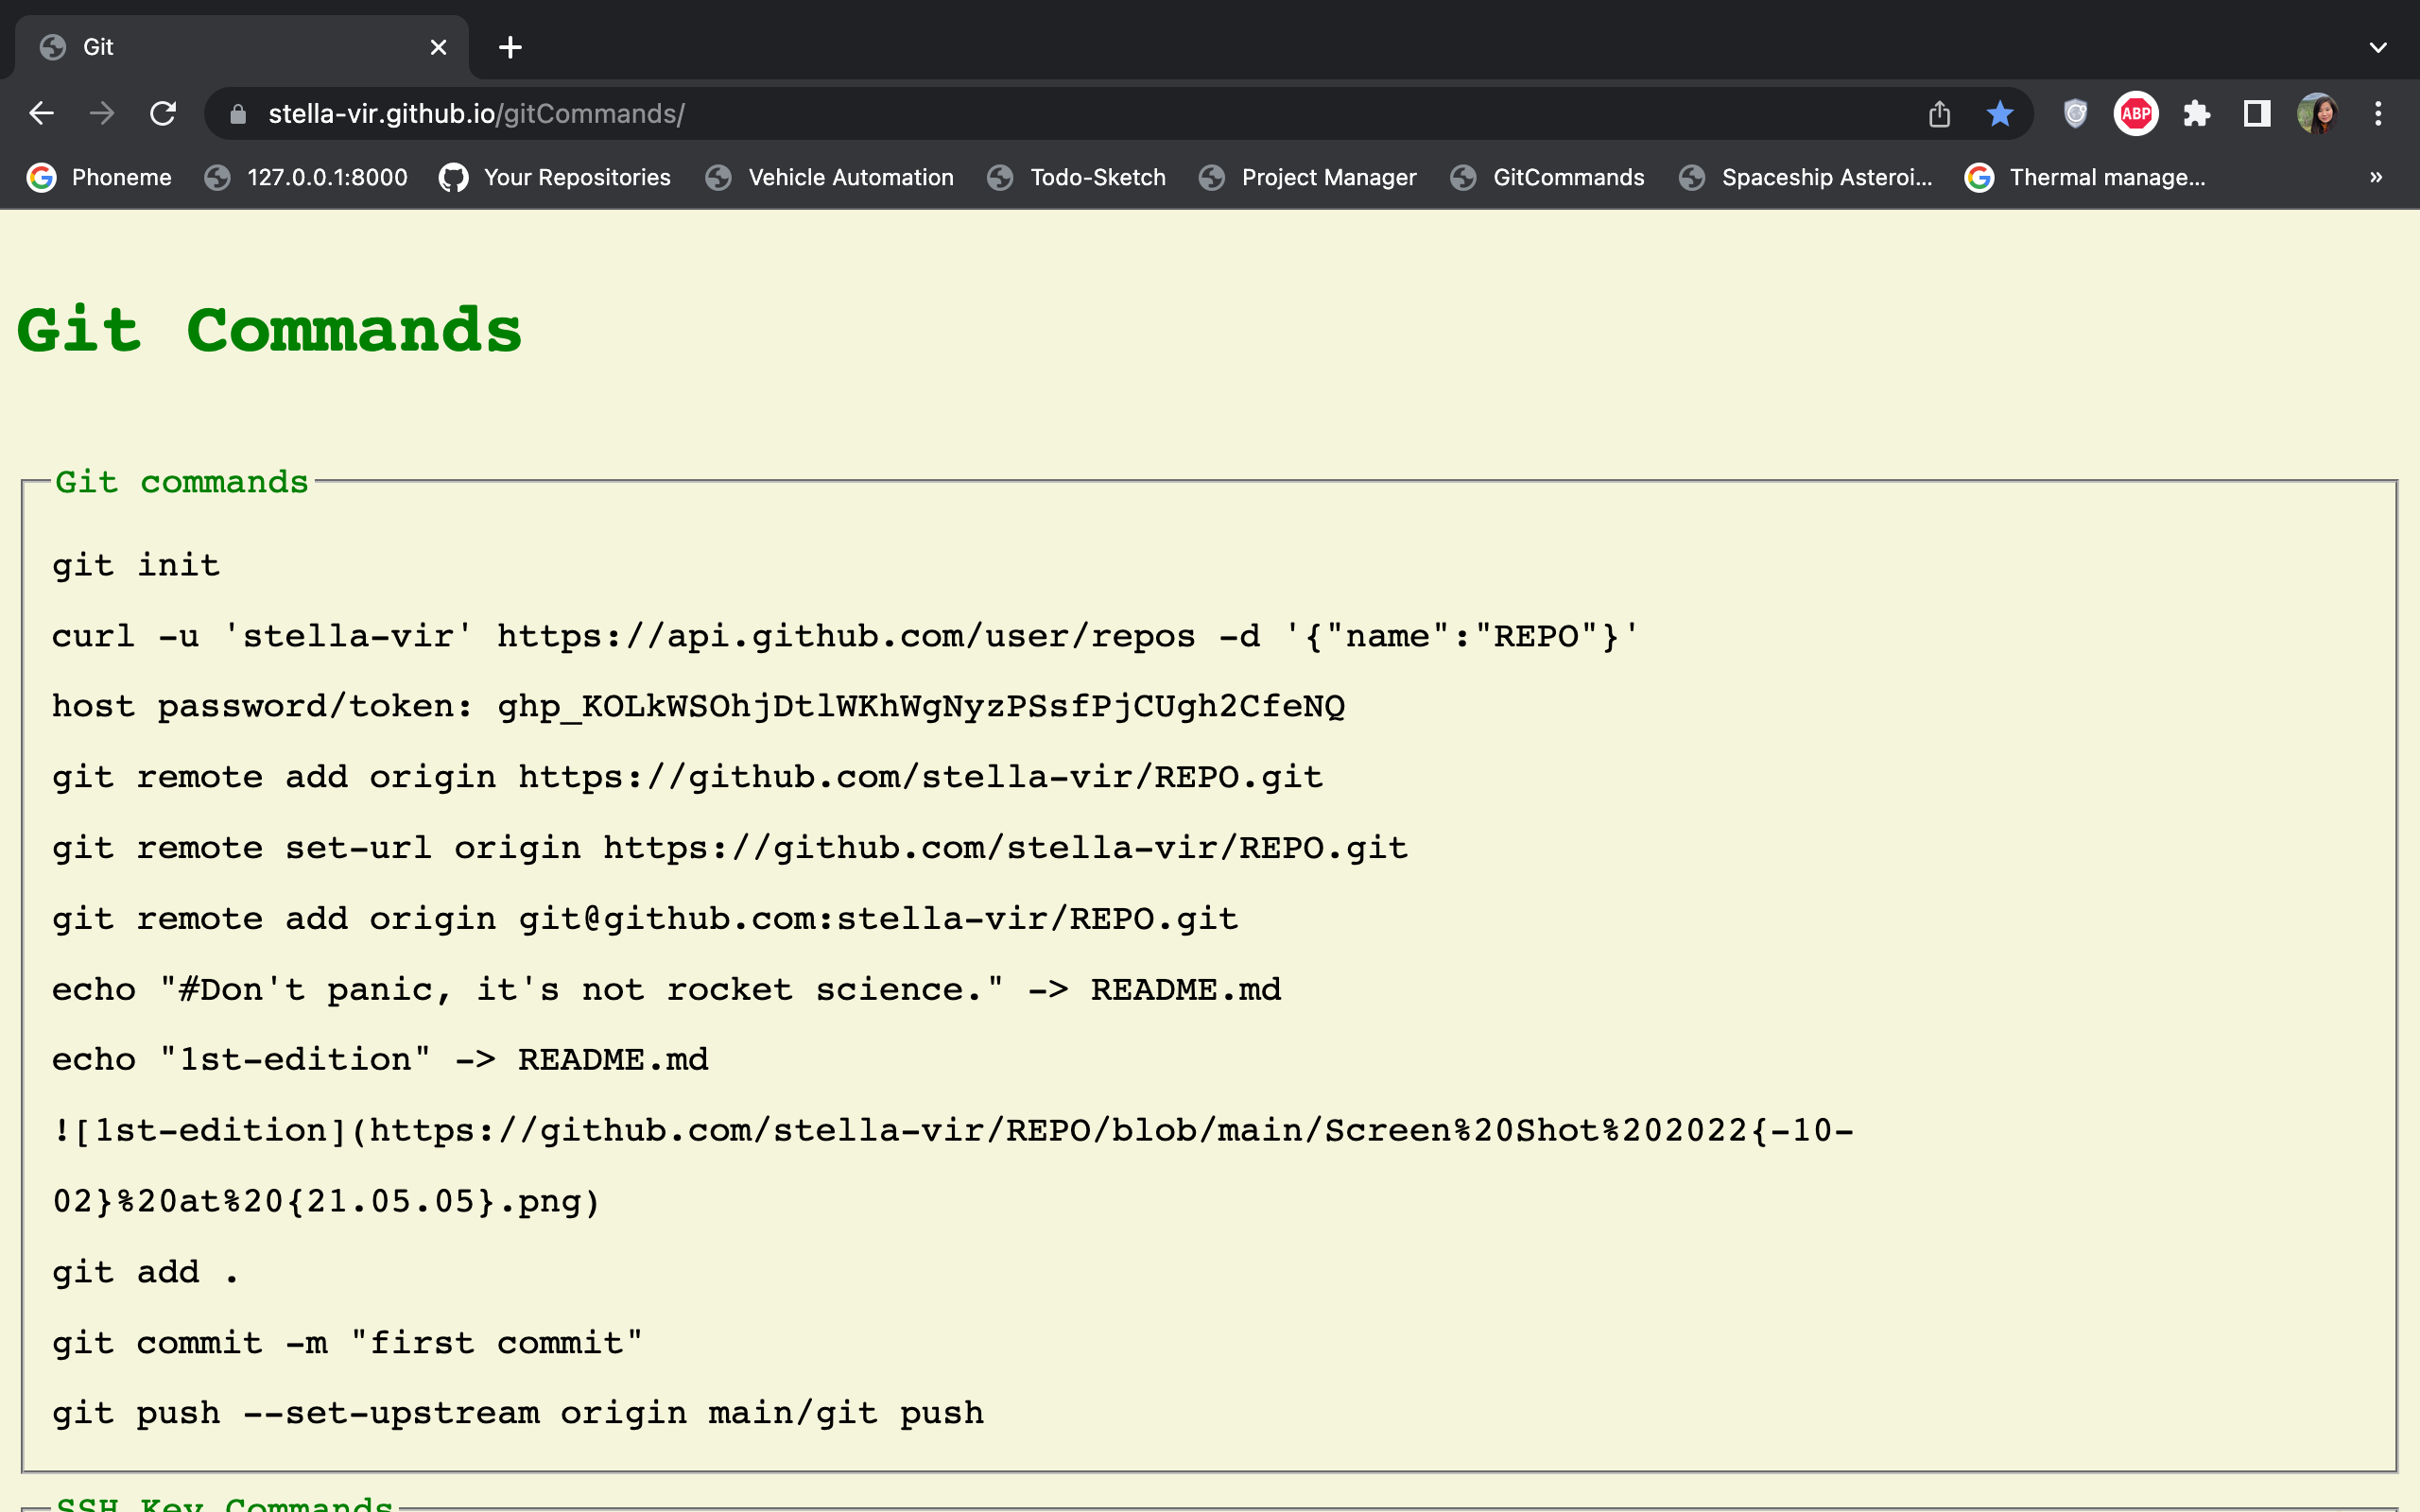 Git
stella-vir.github.io/gitCommands/
ABP
Phoneme 127.0.0.1:8000 Your Repositories Vehicle Automation Todo-Sketch Project Manager GitCommands Spaceship Asteroi... Thermal manage... »
Git Commands
Git commands
git init
curl -u 'stella-vir' https://api.github.com/user/repos -d '{"name":"REPO"}'
host password/token: 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
git remote add origin https://github.com/stella-vir/REPO.git
git remote set-url origin https://github.com/stella-vir/REPO.git
git remote add origin git@github.com:stella-vir/REPO.git
echo "#Don't panic, it's not rocket science." -> README.md
echo "1st-edition" -> README.md
![1st-edition](https://github.com/stella-vir/REPO/blob/main/Screen%20Shot%202022{-10-
02}%20at%20{21.05.05}.png)
git add .
git commit -m "first commit"
git push --set-upstream origin main/git push
SSH Key Commands